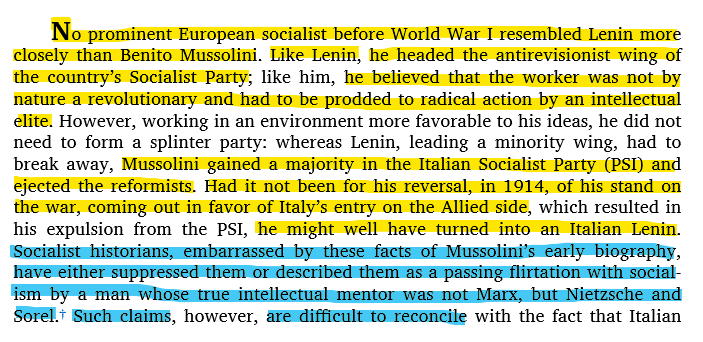 No prominent European socialist before World War I resembled Lenin more
closely than Benito Mussolini. Like Lenin, he headed the antirevisionist wing of
the country's Socialist Party; like him, he believed that the worker was not by
nature a revolutionary and had to be prodded to radical action by an intellectual
elite. However, working in an environment more favorable to his ideas, he did not
need to form a splinter party: whereas Lenin, leading a minority wing, had to
break away, Mussolini gained a majority in the Italian Socialist Party (PSI) and
ejected the reformists. Had it not been for his reversal, in 1914, of his stand on
the war, coming out in favor of Italy's entry on the Allied side, which resulted in
his expulsion from the PSI, he might well have turned into an Italian Lenin.
Socialist historians, embarrassed by these facts of Mussolini's early biography,
have either suppressed them or described them as a passing flirtation with social-
ism by a man whose true intellectual mentor was not Marx, but Nietzsche and
Sorel.† Such claims, however, are difficult to reconcile with the fact that Italian